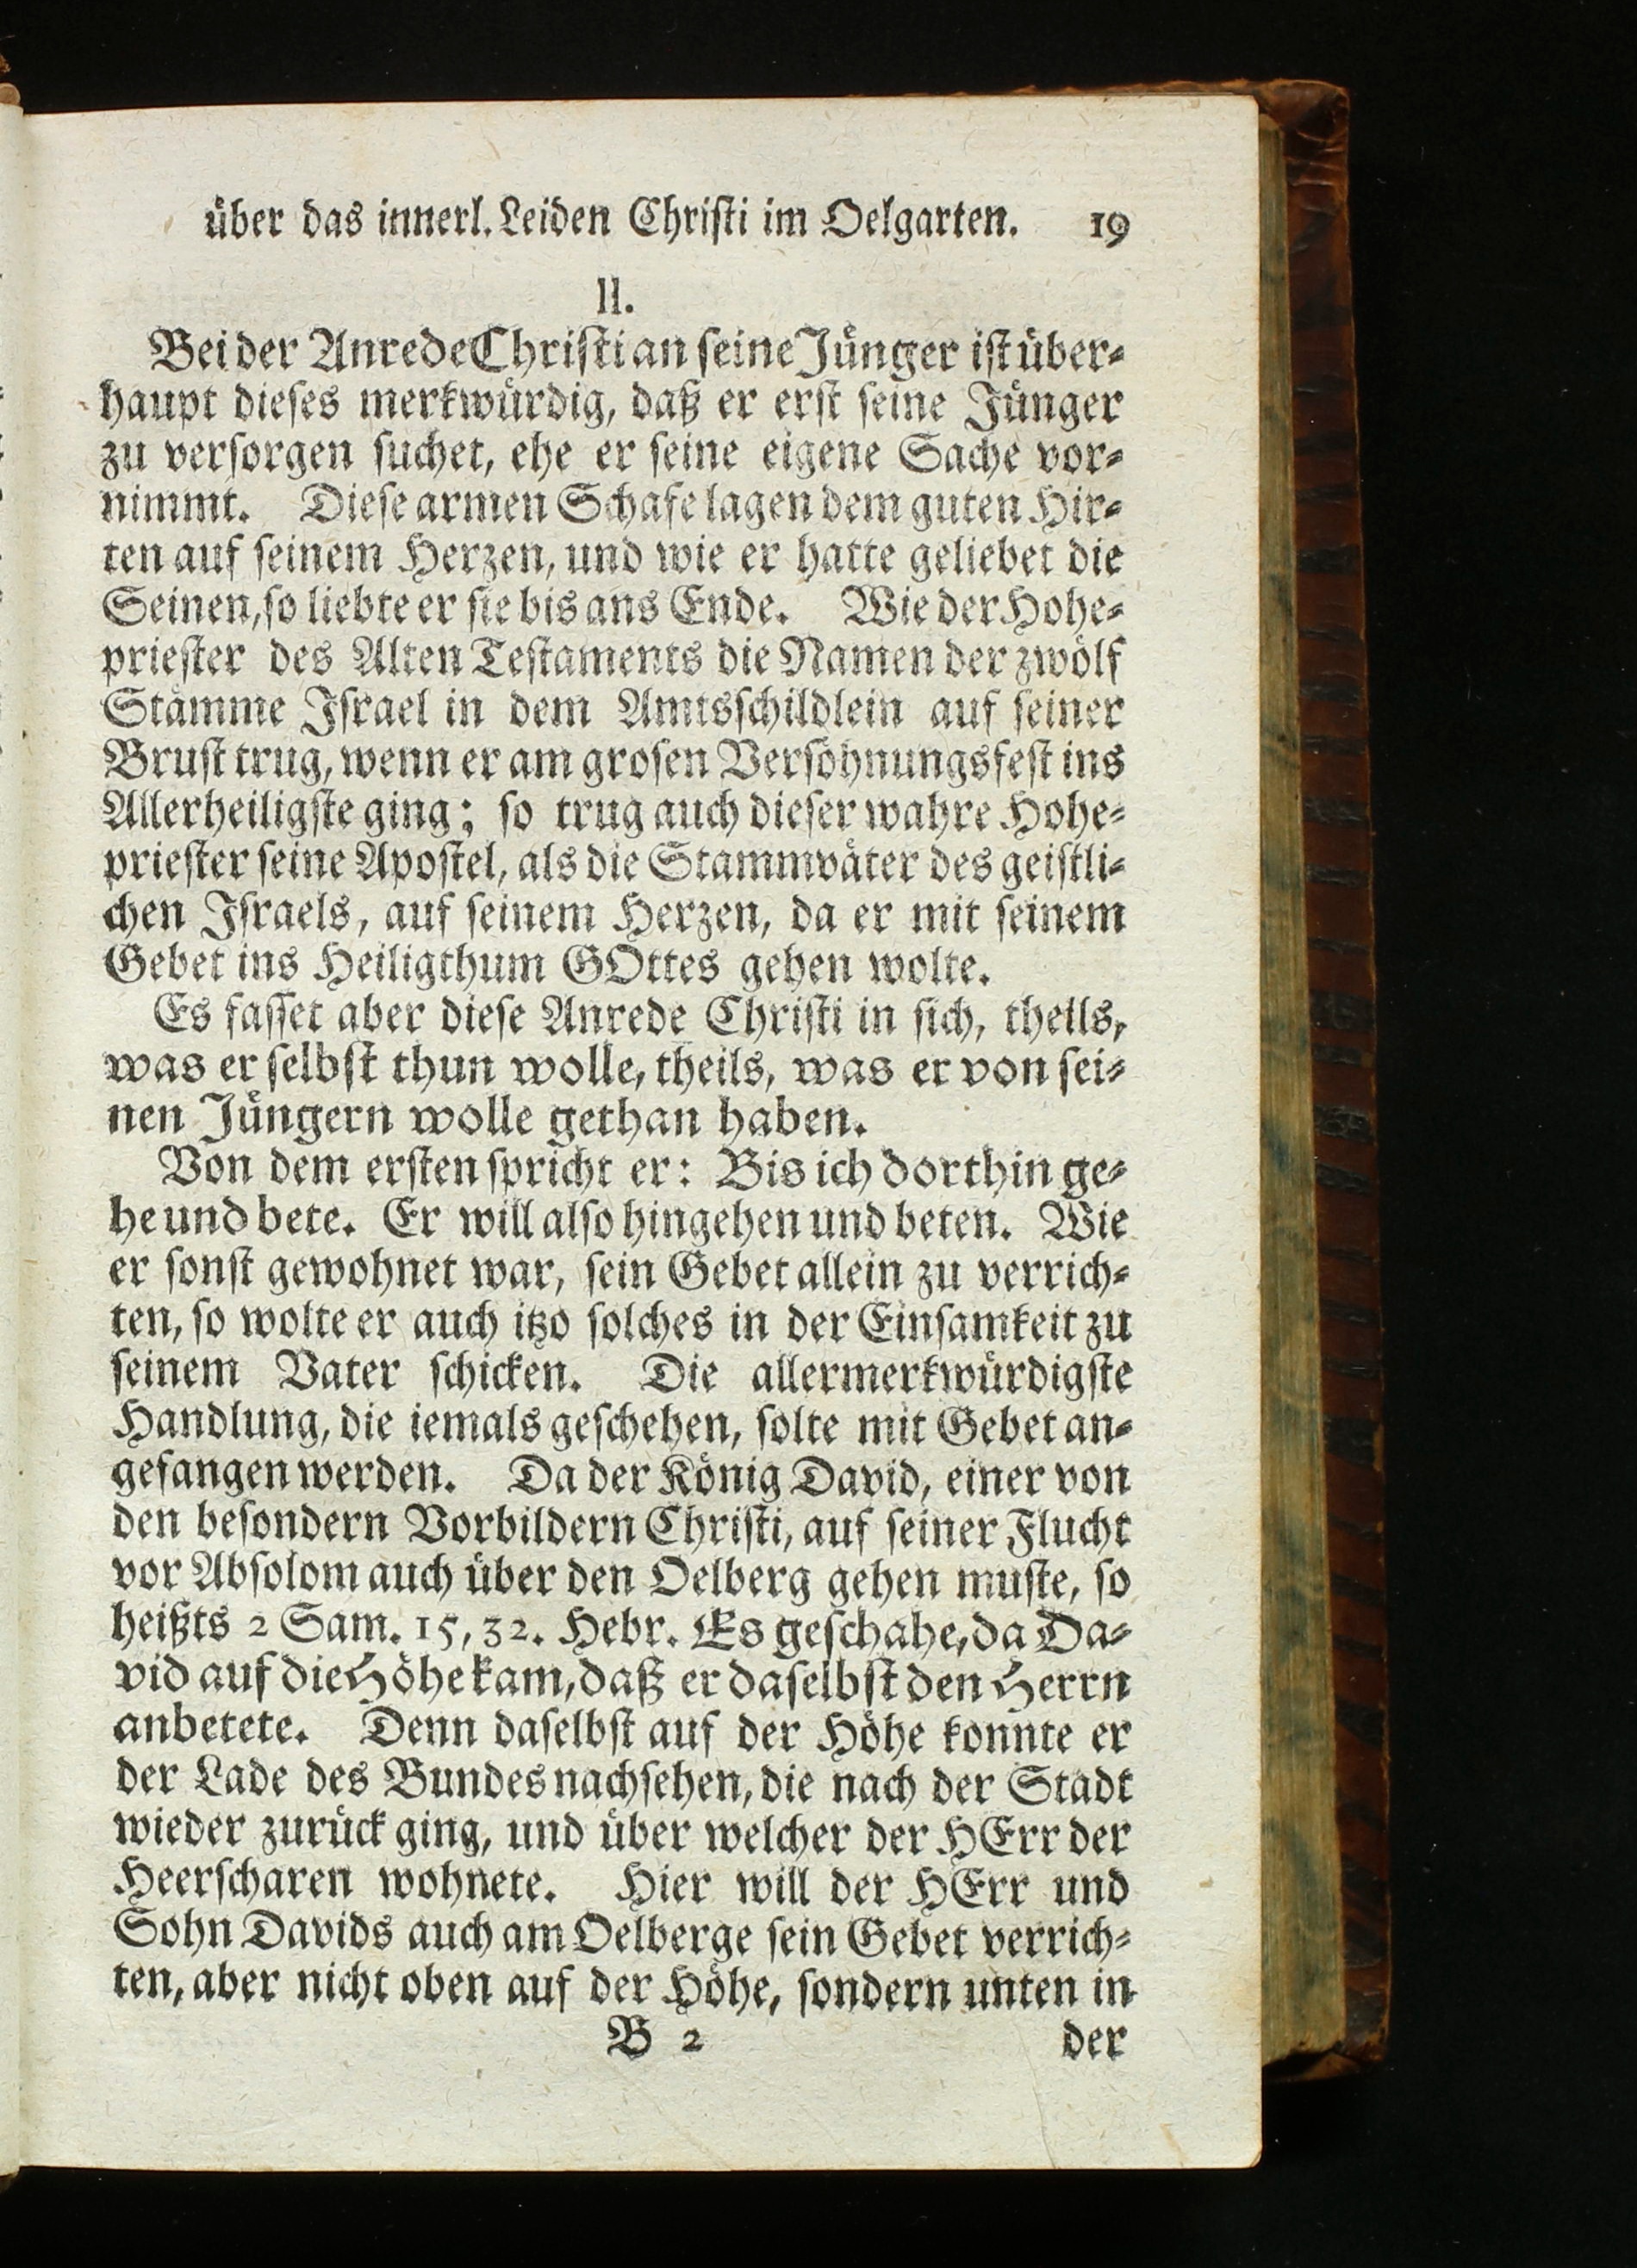 über das innerl. Leiden Christi im Oelgarten. 19
II.
Bei der Anrede Christi an seine Jünger ist über-
haupt dieses merkwürdig, daß er erst seine Jünger
zu versorgen suchet, ehe er seine eigene Sache vor-
nimmt. Diese armen Schafe lagen dem guten Hir-
ten auf seinem Herzen, und wie er hatte geliebet die
Seinen, so liebte er sie bis ans Ende. Wie der Hohe-
priester des Alten Testaments die Namen der zwölf
Stämme Israel in dem Amtsschildlein auf seiner
Brust trug, wenn er am grosen Versöhnungsfest ins
Allerheiligste ging; so trug auch dieser wahre Hohe-
priester seine Apostel, als die Stammväter des geistli-
chen Israels, auf seinem Herzen, da er mit seinem
Gebet ins Heiligthum GOttes gehen wolte.
Es fasset aber diese Anrede Christi in sich, theils,
was er selbst thun wolle, theils, was er von sei-
nen Jüngern wolle gethan haben.
Von dem ersten spricht er: Bis ich dorthin ge-
he und bete. Er will also hingehen und beten. Wie
er sonst gewohnet war, sein Gebet allein zu verrich-
ten, so wolte er auch itzo solches in der Einsamkeit zu
seinem Vater schicken. Die allermerkwürdigste
Handlung, die iemals geschehen, solte mit Gebet an-
gefangen werden. Da der König David, einer von
den besondern Vorbildern Christi, auf seiner Flucht
vor Absolom auch über den Oelberg gehen muste, so
heißts 2 Sam. 15, 32. Hebr. Es geschahe, da Da-
vid auf die Höhe kam, daß er daselbst den Herrn
anbetete. Denn daselbst auf der Höhe konnte er
der Lade des Bundes nachsehen, die nach der Stadt
wieder zurück ging, und über welcher der HErr der
Heerscharen wohnete. Hier will der HErr und
Sohn Davids auch am Oelberge sein Gebet verrich-
ten, aber nicht oben auf der Höhe, sondern unten in
B 2 der